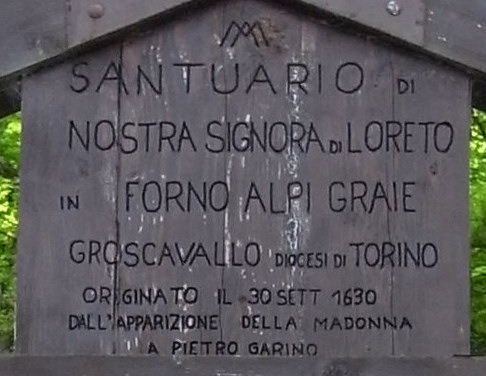 SANTUARIO DI
NOSTRA SIGNORA DI LORETO
IN FORNO ALPI GRAIE
GROSCAVALLO DIOCESI DI TORINO
ORIGINATO IL 30 SETT 1630
DALL'APPARIZIONE DELLA MADONNA
A PIETRO GARINO